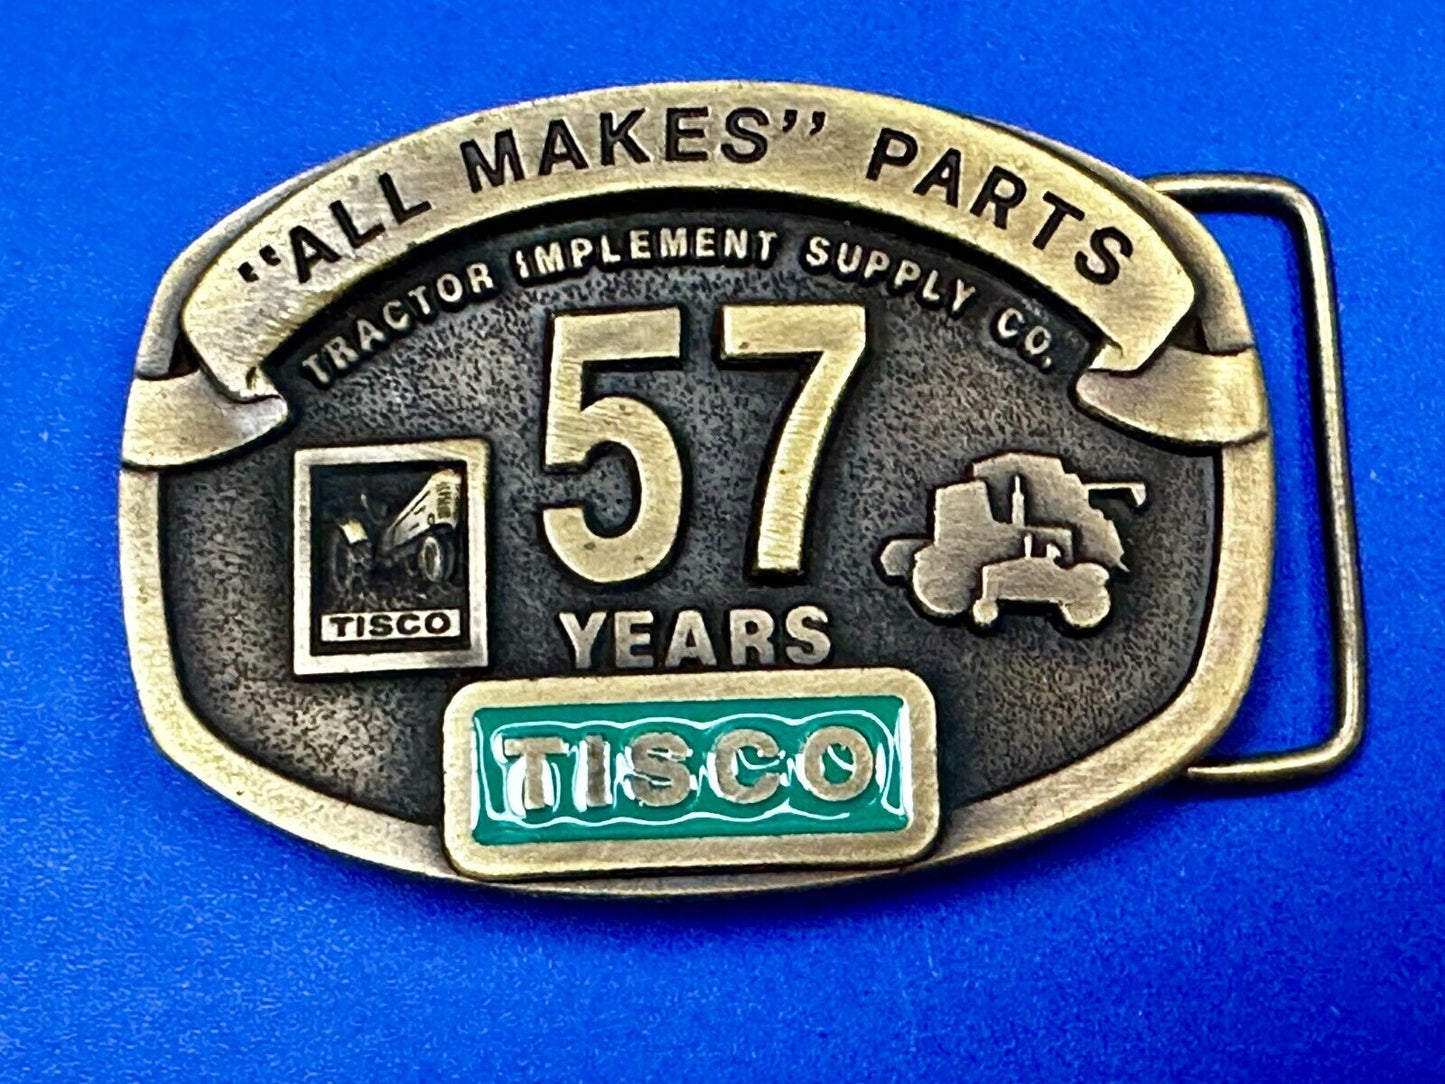 “ALL MAKES” PARTS
TRACTOR IMPLEMENT SUPPLY CO.
57
YEARS
TISCO
TISCO